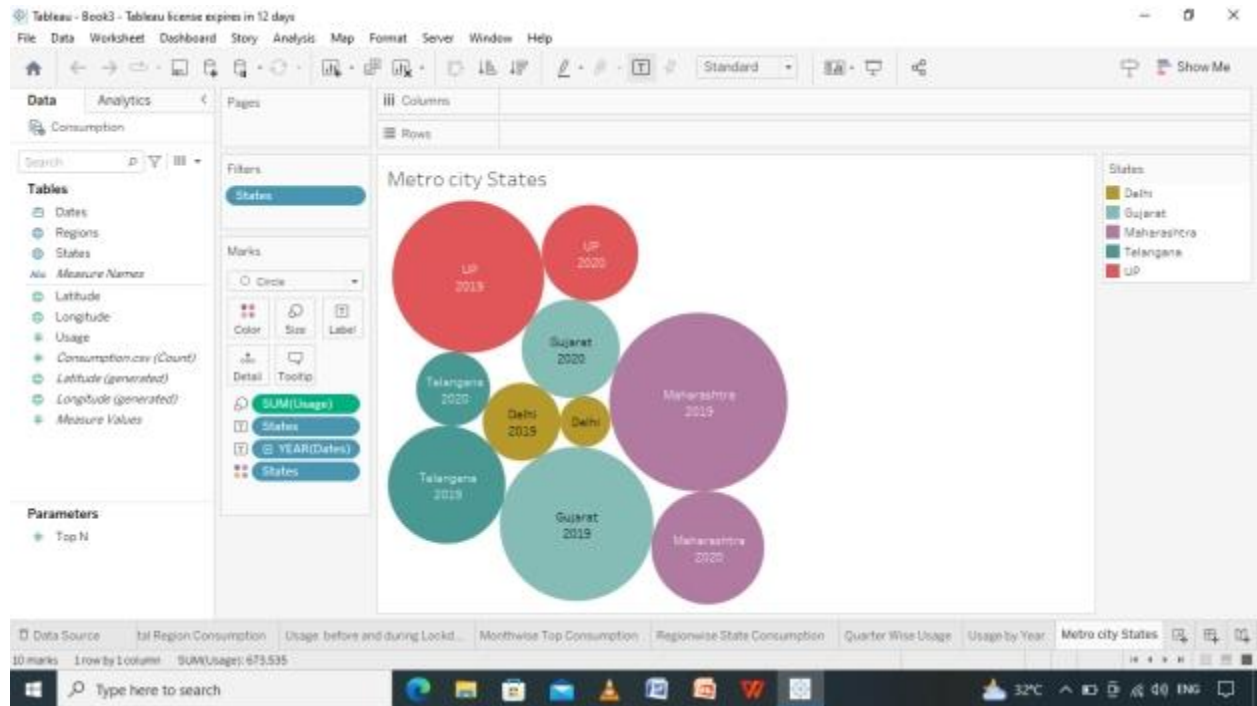 Tableau - Book3 - Tableau license expires in 12 days
File Data Worksheet Dashboard Story Analysis Map Format Server Window Help
Standard
Show Me
Data Analytics
Consumption
Search
Tables
Dates
Regions
States
Abc Measure Names
Latitude
Longitude
Usage
Consumption.csv (Count)
Latitude (generated)
Longitude (generated)
Measure Values
Parameters
Top N
Pages
Filters
States
Marks
Circle
Color Size Label
Detail Tooltip
SUM(Usage)
States
YEAR(Dates)
States
Columns
Rows
Metro city States
UP
2019
UP
2020
Gujarat
2020
Telangana
2020
Delhi
2019
Delhi
Maharashtra
2019
Telangana
2019
Gujarat
2019
Maharashtra
2020
States
Delhi
Gujarat
Maharashtra
Telangana
UP
Data Source tal Region Consumption Usage before and during Lockd... Monthwise Top Consumption Regionwise State Consumption Quarter Wise Usage Usage by Year Metro city States
10 marks 1 row by 1 column SUM(Usage): 673,535
Type here to search
32°C ENG